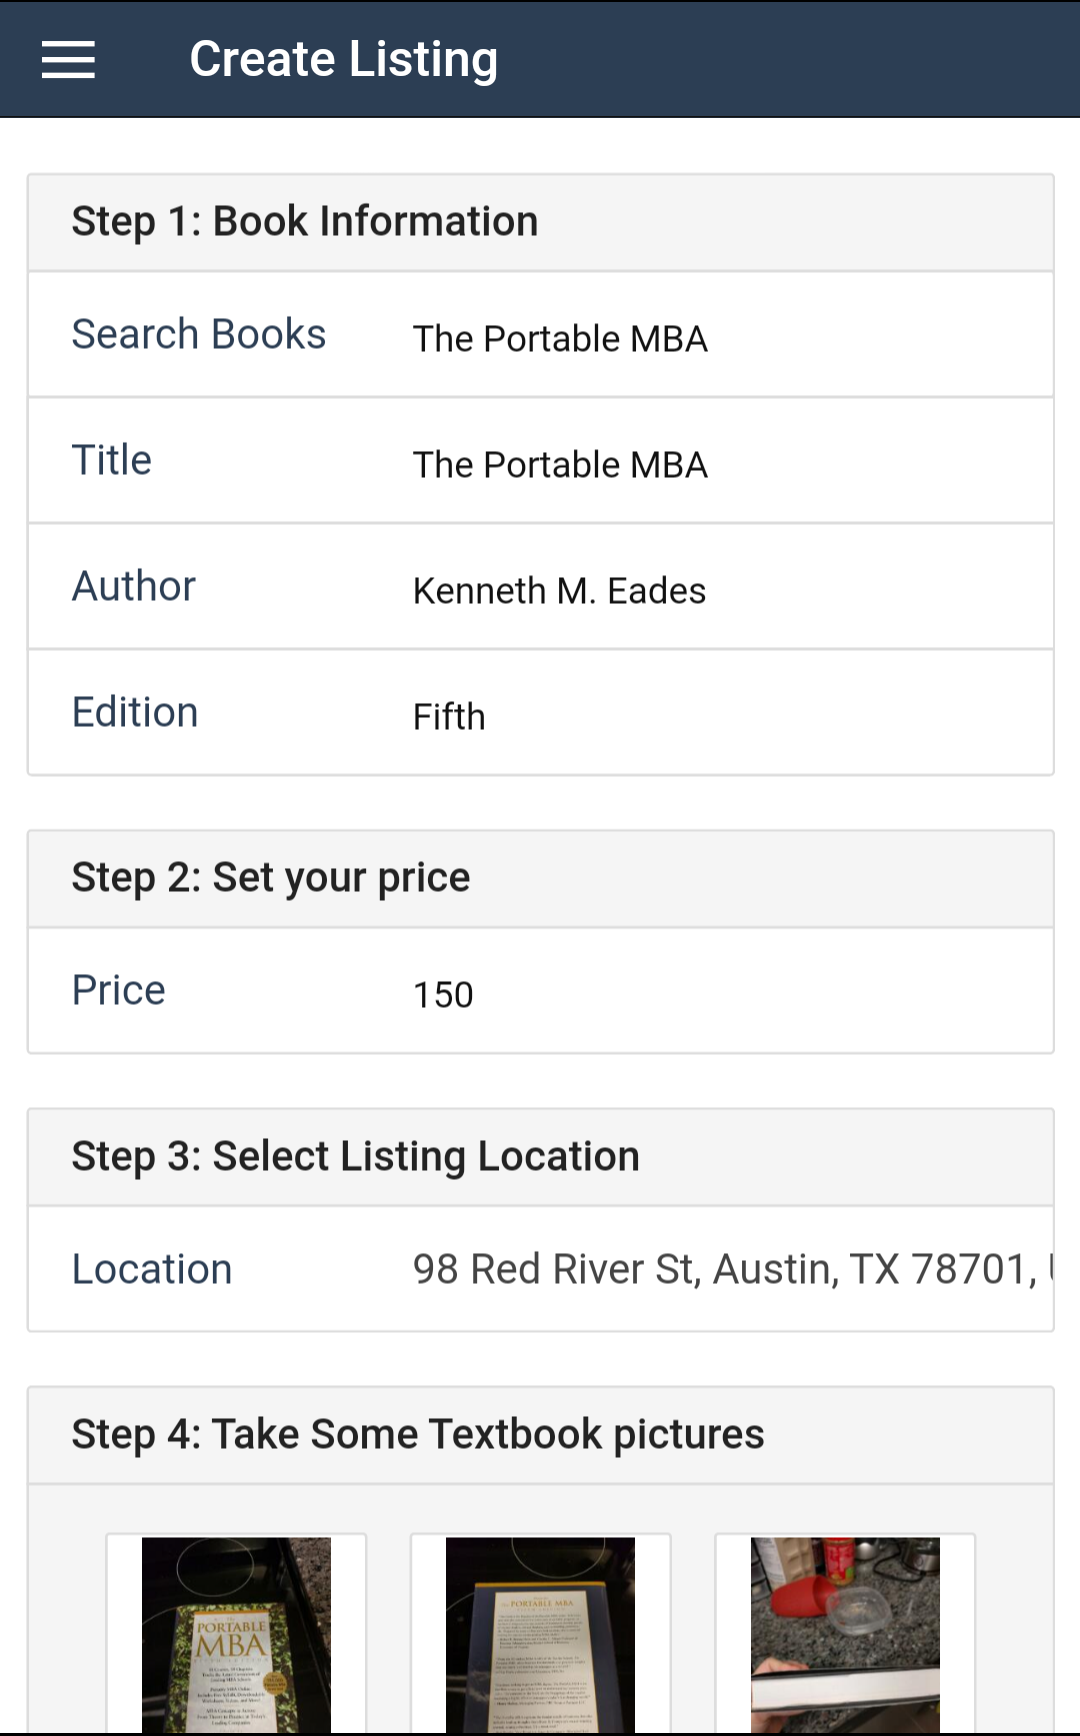 Create Listing
Step 1: Book Information
Search Books The Portable MBA
Title The Portable MBA
Author Kenneth M. Eades
Edition Fifth
Step 2: Set your price
Price 150
Step 3: Select Listing Location
Location 98 Red River St, Austin, TX 78701,
Step 4: Take Some Textbook pictures
PORTABLE
MBA
PORTABLE MBA